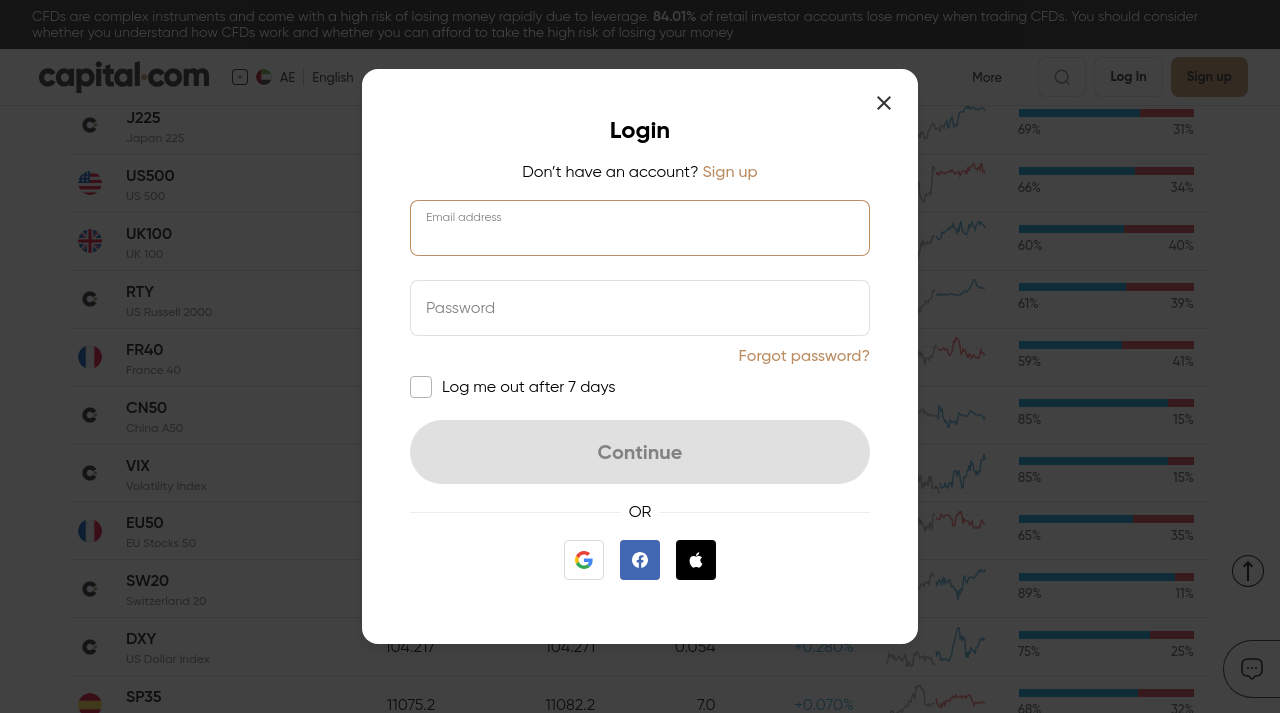 CFDs are complex instruments and come with a high risk of losing money rapidly due to leverage. 84.01% of retail investor accounts lose money when trading CFDs. You should consider
whether you understand how CFDs work and whether you can afford to take the high risk of losing your money
capital.com
AE
English
More
Log In
Sign up
Login
Don’t have an account? Sign up
Email address
Password
Forgot password?
Log me out after 7 days
Continue
OR
J225
Japan 225
69%
31%
US500
US 500
66%
34%
UK100
UK 100
60%
40%
RTY
US Russell 2000
61%
39%
FR40
France 40
59%
41%
CN50
China A50
85%
15%
VIX
Volatility Index
85%
15%
EU50
EU Stocks 50
65%
35%
SW20
Switzerland 20
89%
11%
DXY
US Dollar Index
104.217
104.271
0.054
+0.280%
75%
25%
SP35
11075.2
11082.2
7.0
+0.070%
68%
32%